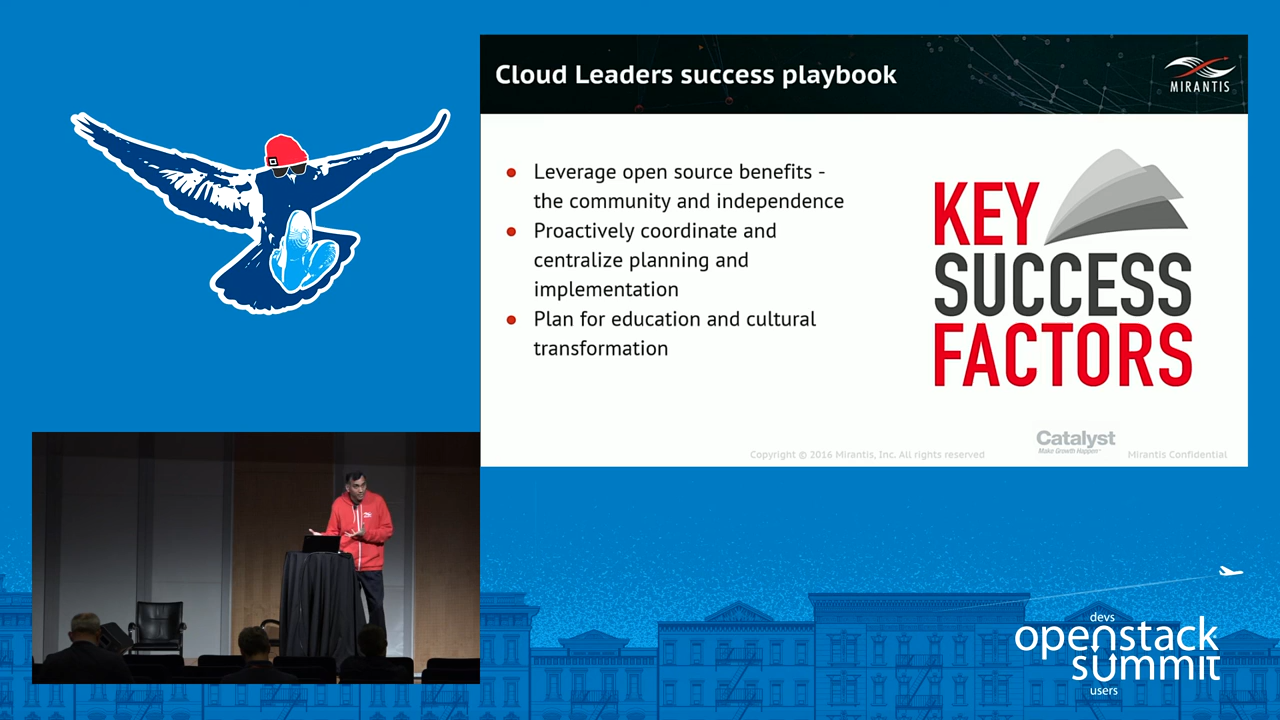 Cloud Leaders success playbook
MIRANTIS
Leverage open source benefits -
the community and independence
Proactively coordinate and
centralize planning and
implementation
Plan for education and cultural
transformation
KEY
SUCCESS
FACTORS
Catalyst
Make Growth Happen
Copyright © 2016 Mirantis, Inc. All rights reserved
Mirantis Confidential
devs
openstack
summit
users